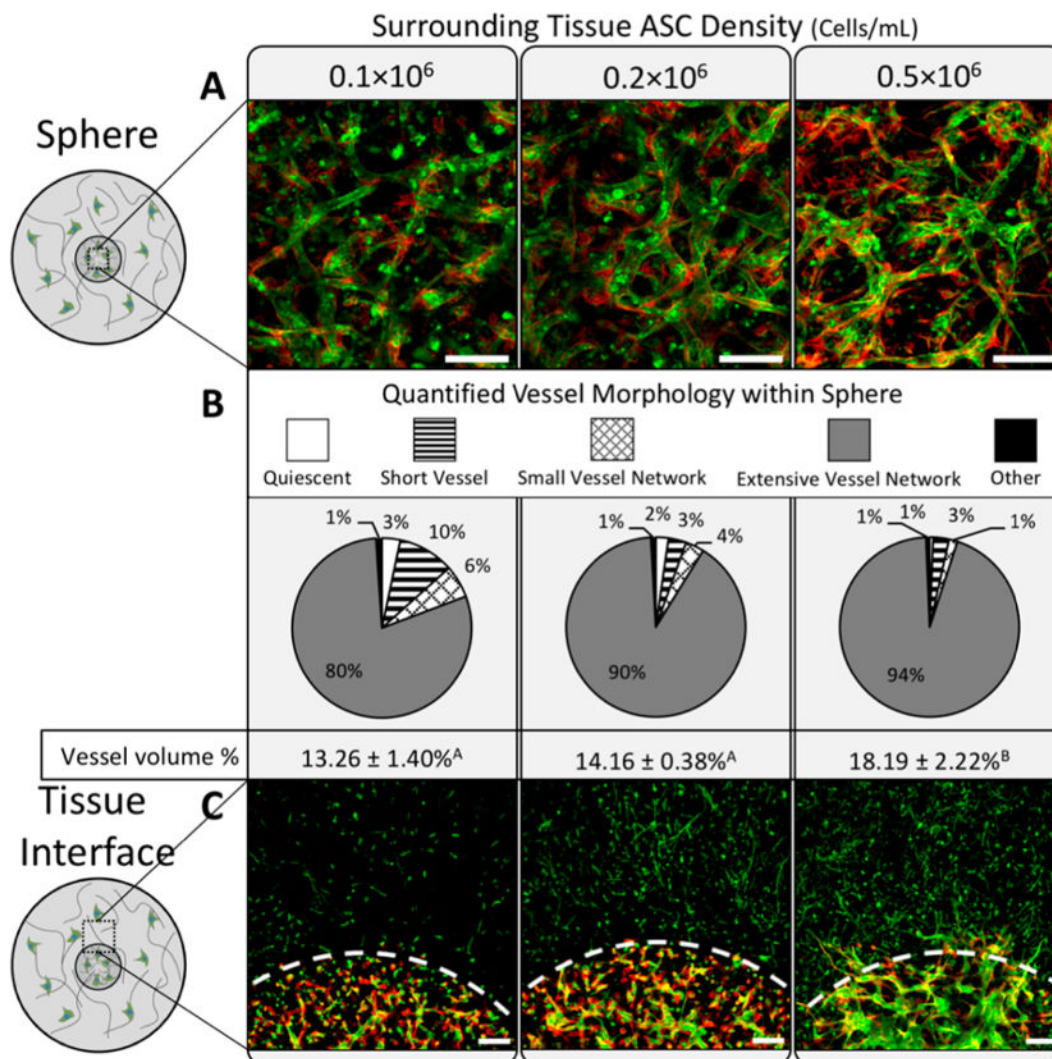 Surrounding Tissue ASC Density (Cells/mL)
A
0.1×10⁶
0.2×10⁶
0.5×10⁶
Sphere
B
Quantified Vessel Morphology within Sphere
Quiescent
Short Vessel
Small Vessel Network
Extensive Vessel Network
Other
1%
3%
10%
6%
80%
1%
2%
3%
4%
90%
1%
1%
3%
1%
94%
Vessel volume %
13.26 ± 1.40%ᴬ
14.16 ± 0.38%ᴬ
18.19 ± 2.22%ᴮ
C
Tissue
Interface